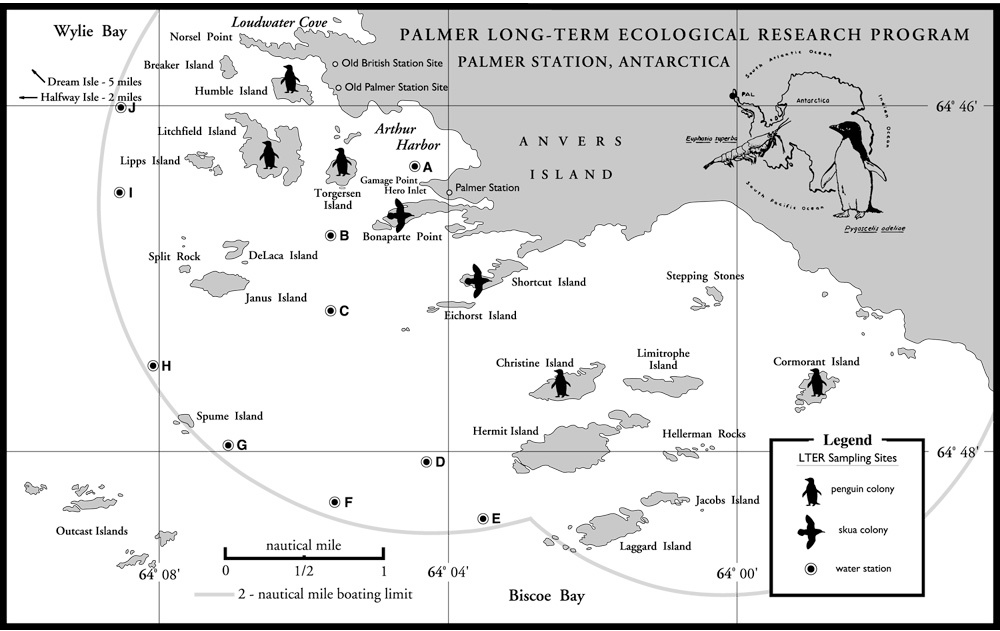 Loudwater Cove
Wylie Bay
Norsel Point
PALMER LONG-TERM ECOLOGICAL RESEARCH PROGRAM
PALMER STATION, ANTARCTICA
Breaker Island
Old British Station Site
Dream Isle - 5 miles
Halfway Isle - 2 miles
Humble Island
Old Palmer Station Site
J
64° 46'
South Atlantic Ocean
PAL
Antarctica
Indian Ocean
Euphasia superba
South Pacific Ocean
Pygoscelis adeliae
Litchfield Island
Arthur
Harbor
ANVERS
ISLAND
Lipps Island
A
Gamage Point
Hero Inlet
Palmer Station
I
Torgersen
Island
B
Bonaparte Point
Split Rock
DeLaca Island
Janus Island
Shortcut Island
Stepping Stones
C
Eichorst Island
H
Christine Island
Limitrophe
Island
Cormorant Island
Spume Island
G
Hermit Island
Hellerman Rocks
64° 48'
D
F
E
Jacobs Island
Laggard Island
Outcast Islands
Legend
LTER Sampling Sites
penguin colony
skua colony
water station
nautical mile
0 1/2 1
64° 08'
64° 04'
64° 00'
2 - nautical mile boating limit
Biscoe Bay